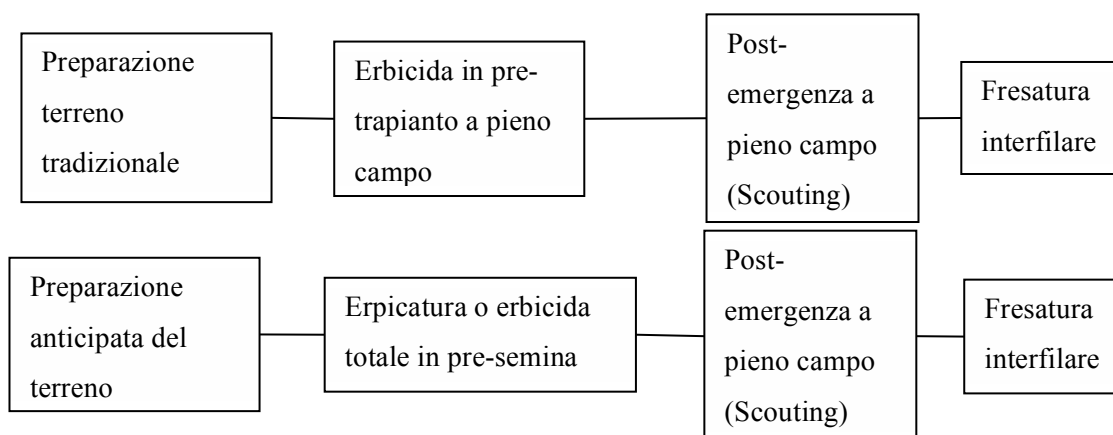 Preparazione
terreno
tradizionale
Erbicida in pre-
trapianto a pieno
campo
Post-
emergenza a
pieno campo
(Scouting)
Fresatura
interfilare
Preparazione
anticipata del
terreno
Erpicatura o erbicida
totale in pre-semina
Post-
emergenza a
pieno campo
(Scouting)
Fresatura
interfilare